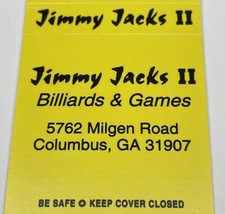 Jimmy Jacks II
Jimmy Jacks II
Billiards & Games
5762 Milgen Road
Columbus, GA 31907
BE SAFE ✪ KEEP COVER CLOSED